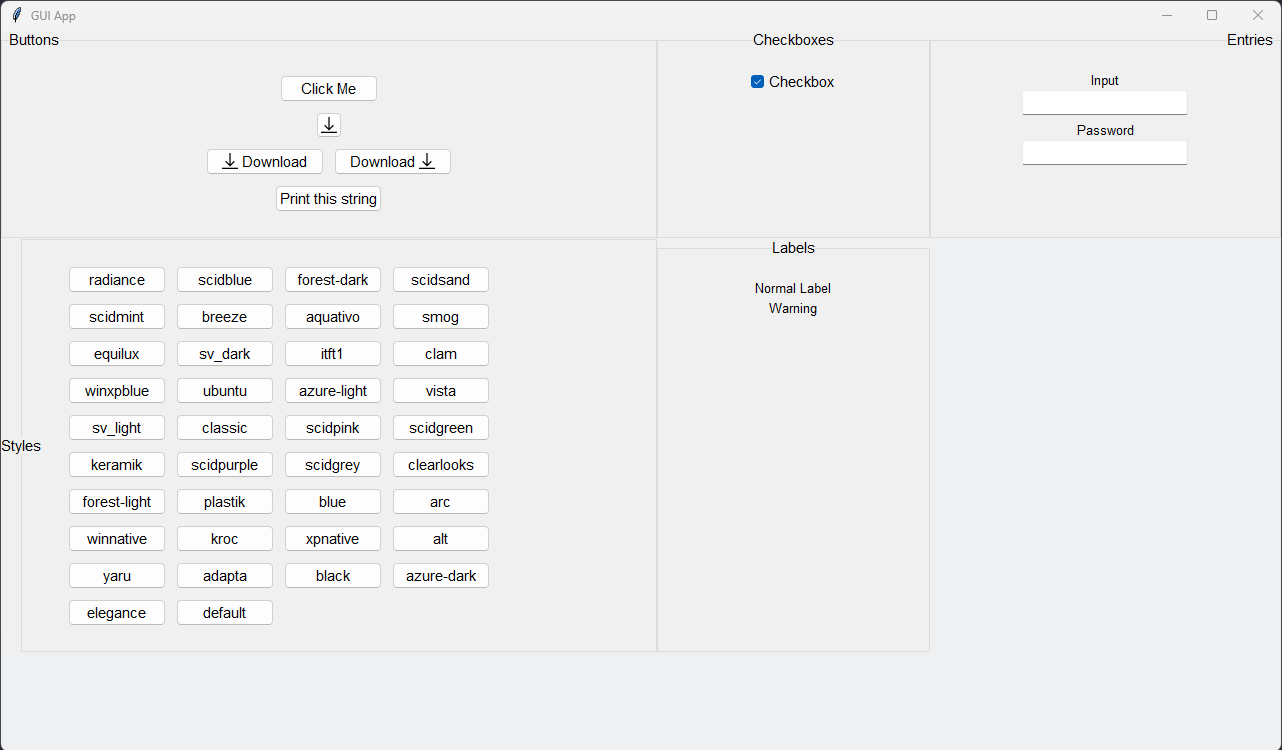 GUI App
Buttons
Checkboxes
Entries
Click Me
Download Download
Print this string
Checkbox
Input
Password
Styles
radiance scidblue forest-dark scidsand
scidmint breeze aquativo smog
equilux sv_dark itft1 clam
winxpblue ubuntu azure-light vista
sv_light classic scidpink scidgreen
keramik scidpurple scidgrey clearlooks
forest-light plastik blue arc
winnative kroc xpnative alt
yaru adapta black azure-dark
elegance default
Labels
Normal Label
Warning